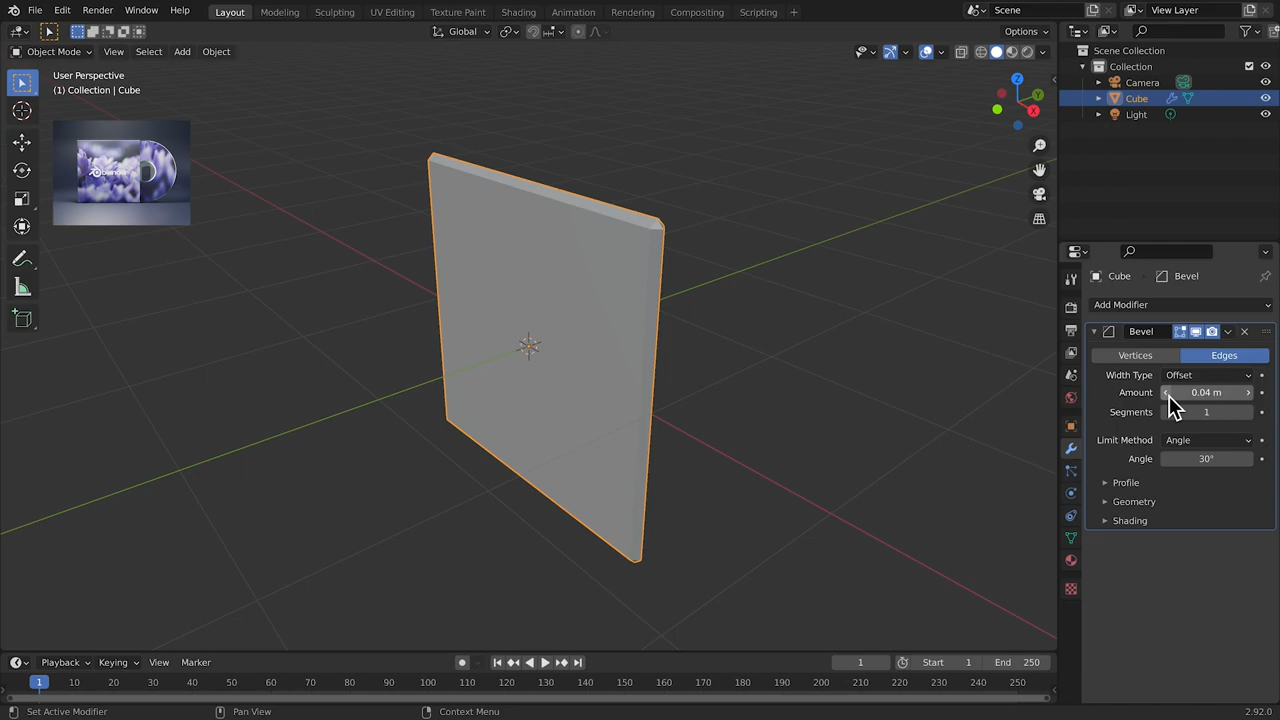 File Edit Render Window Help Layout Modeling Sculpting UV Editing Texture Paint Shading Animation Rendering Compositing Scripting + Scene View Layer
Global Options
Object Mode View Select Add Object
User Perspective
(1) Collection | Cube
blender
Z
Y
X
Scene Collection
Collection
Camera
Cube
Light
Cube Bevel
Add Modifier
Bevel
Vertices Edges
Width Type Offset
Amount 0.04 m
Segments 1
Limit Method Angle
Angle 30°
Profile
Geometry
Shading
Playback Keying View Marker 1 Start 1 End 250
1 10 20 30 40 50 60 70 80 90 100 110 120 130 140 150 160 170 180 190 200 210 220 230 240 250
Set Active Modifier Pan View Context Menu 2.92.0